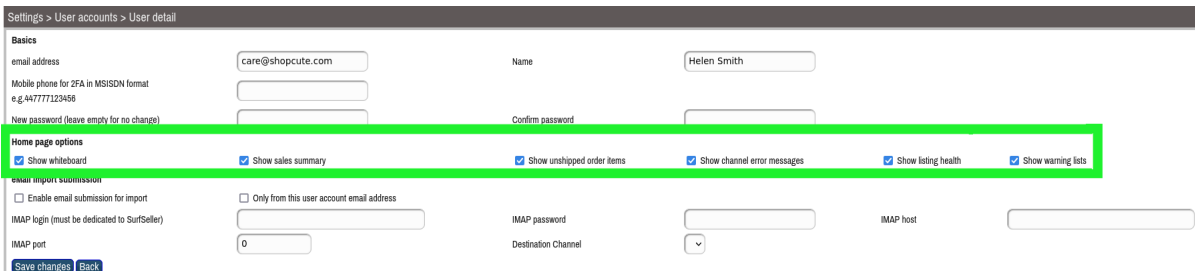 Settings > User accounts > User detail
Basics
email address care@shopcute.com Name Helen Smith
Mobile phone for 2FA in MSISDN format
e.g.447777123456
New password (leave empty for no change) Confirm password
Home page options
Show whiteboard Show sales summary Show unshipped order items Show channel error messages Show listing health Show warning lists
eMail import submission
Enable email submission for import Only from this user account email address
IMAP login (must be dedicated to SurfSeller) IMAP password IMAP host
IMAP port 0 Destination Channel
Save changes Back